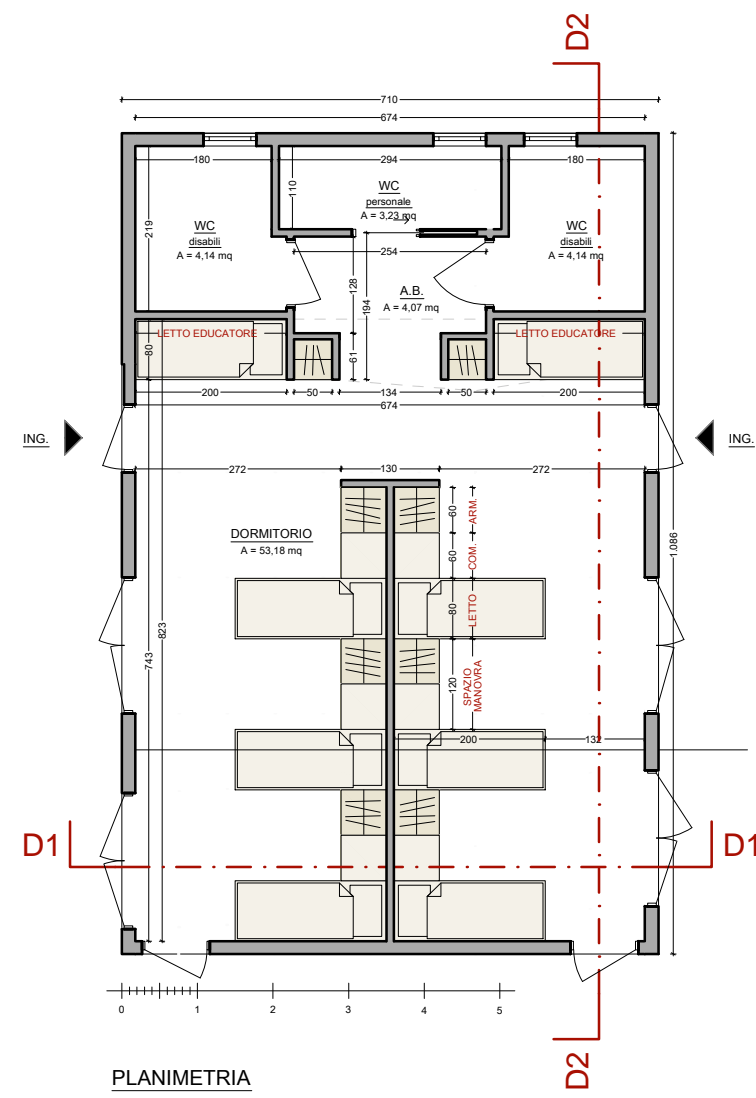 D2
710
674
180
294
180
110
WC
personale
A = 3,23 mq
219
WC
disabili
A = 4,14 mq
WC
disabili
A = 4,14 mq
254
128
194
A.B.
A = 4,07 mq
LETTO EDUCATORE
LETTO EDUCATORE
80
61
200
50
134
50
200
674
ING.
ING.
272
130
272
DORMITORIO
A = 53,18 mq
60
ARM.
60
COM.
80
LETTO
120
SPAZIO
MANOVRA
1.086
823
743
200
132
D1
D1
0
1
2
3
4
5
D2
PLANIMETRIA